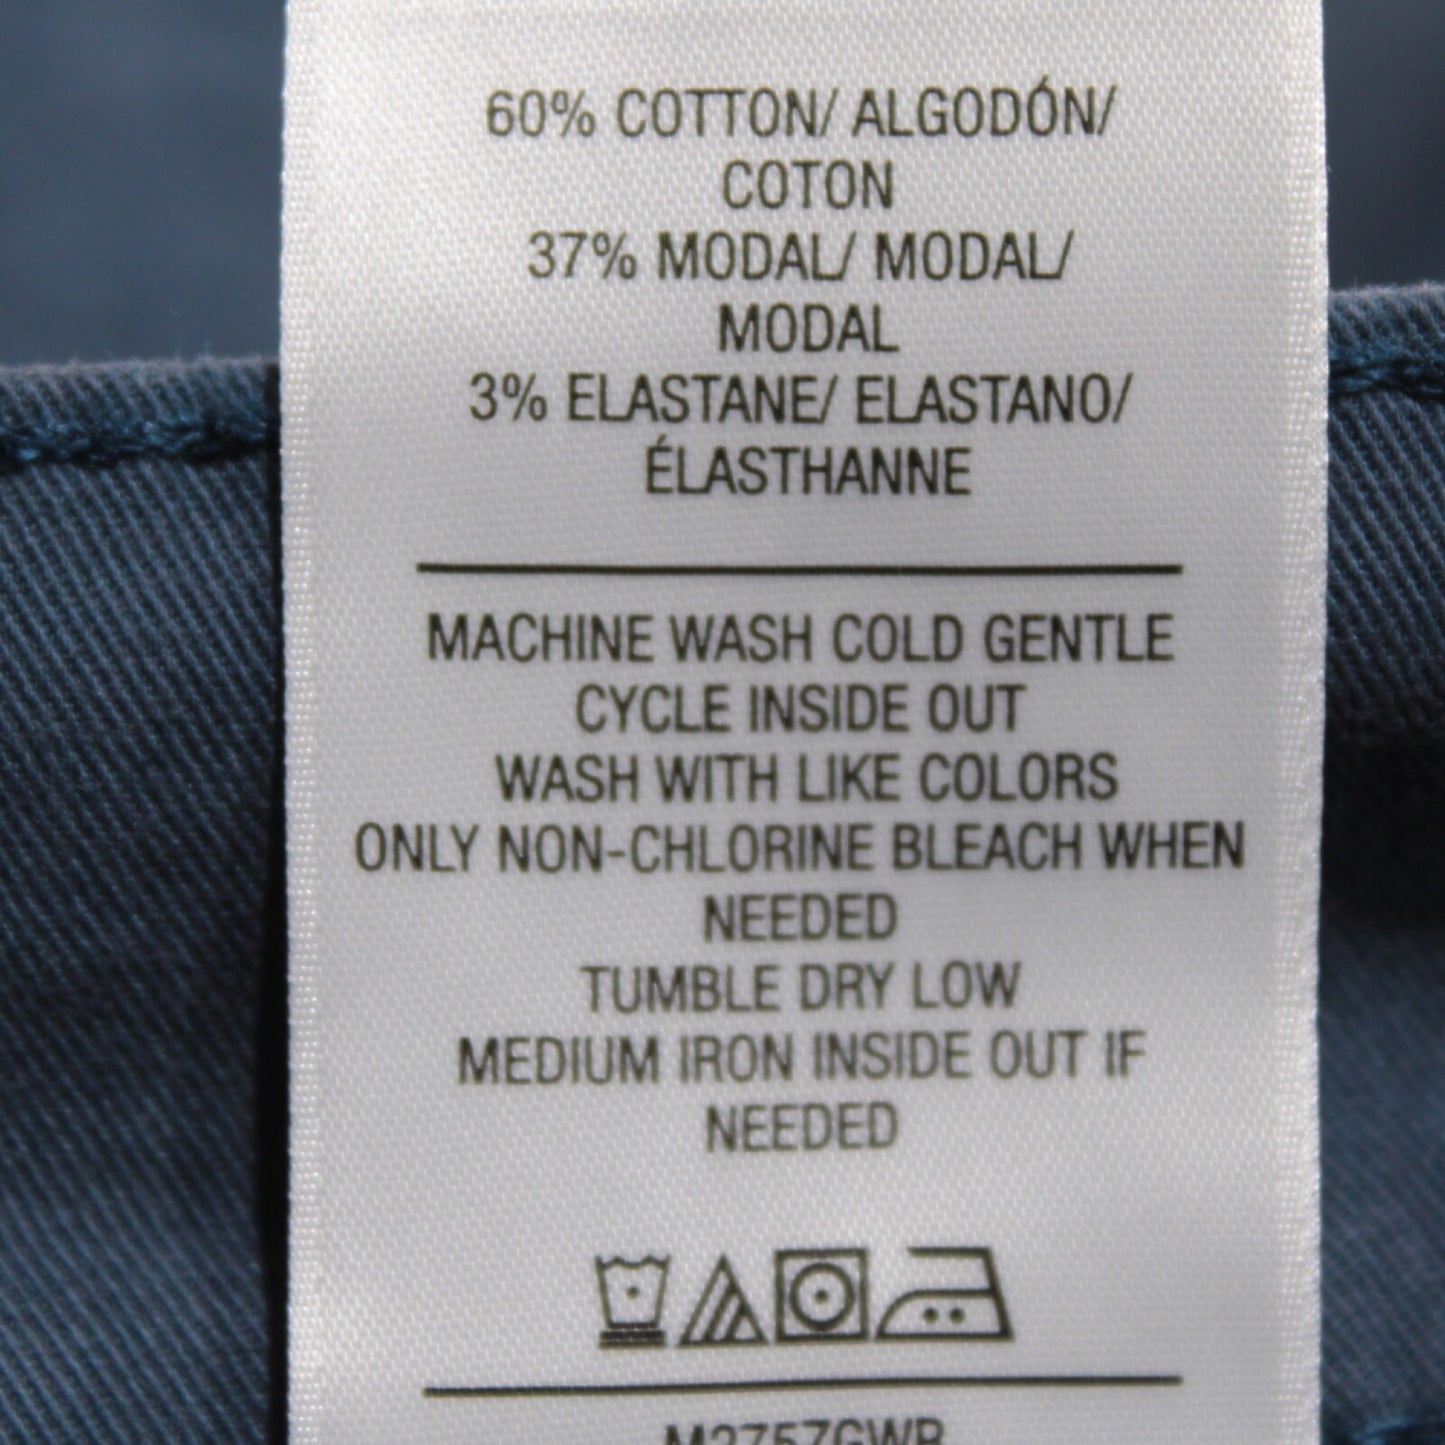 60% COTTON/ ALGODÓN/
COTON
37% MODAL/ MODAL/
MODAL
3% ELASTANE/ ELASTANO/
ÉLASTHANNE
MACHINE WASH COLD GENTLE
CYCLE INSIDE OUT
WASH WITH LIKE COLORS
ONLY NON-CHLORINE BLEACH WHEN
NEEDED
TUMBLE DRY LOW
MEDIUM IRON INSIDE OUT IF
NEEDED